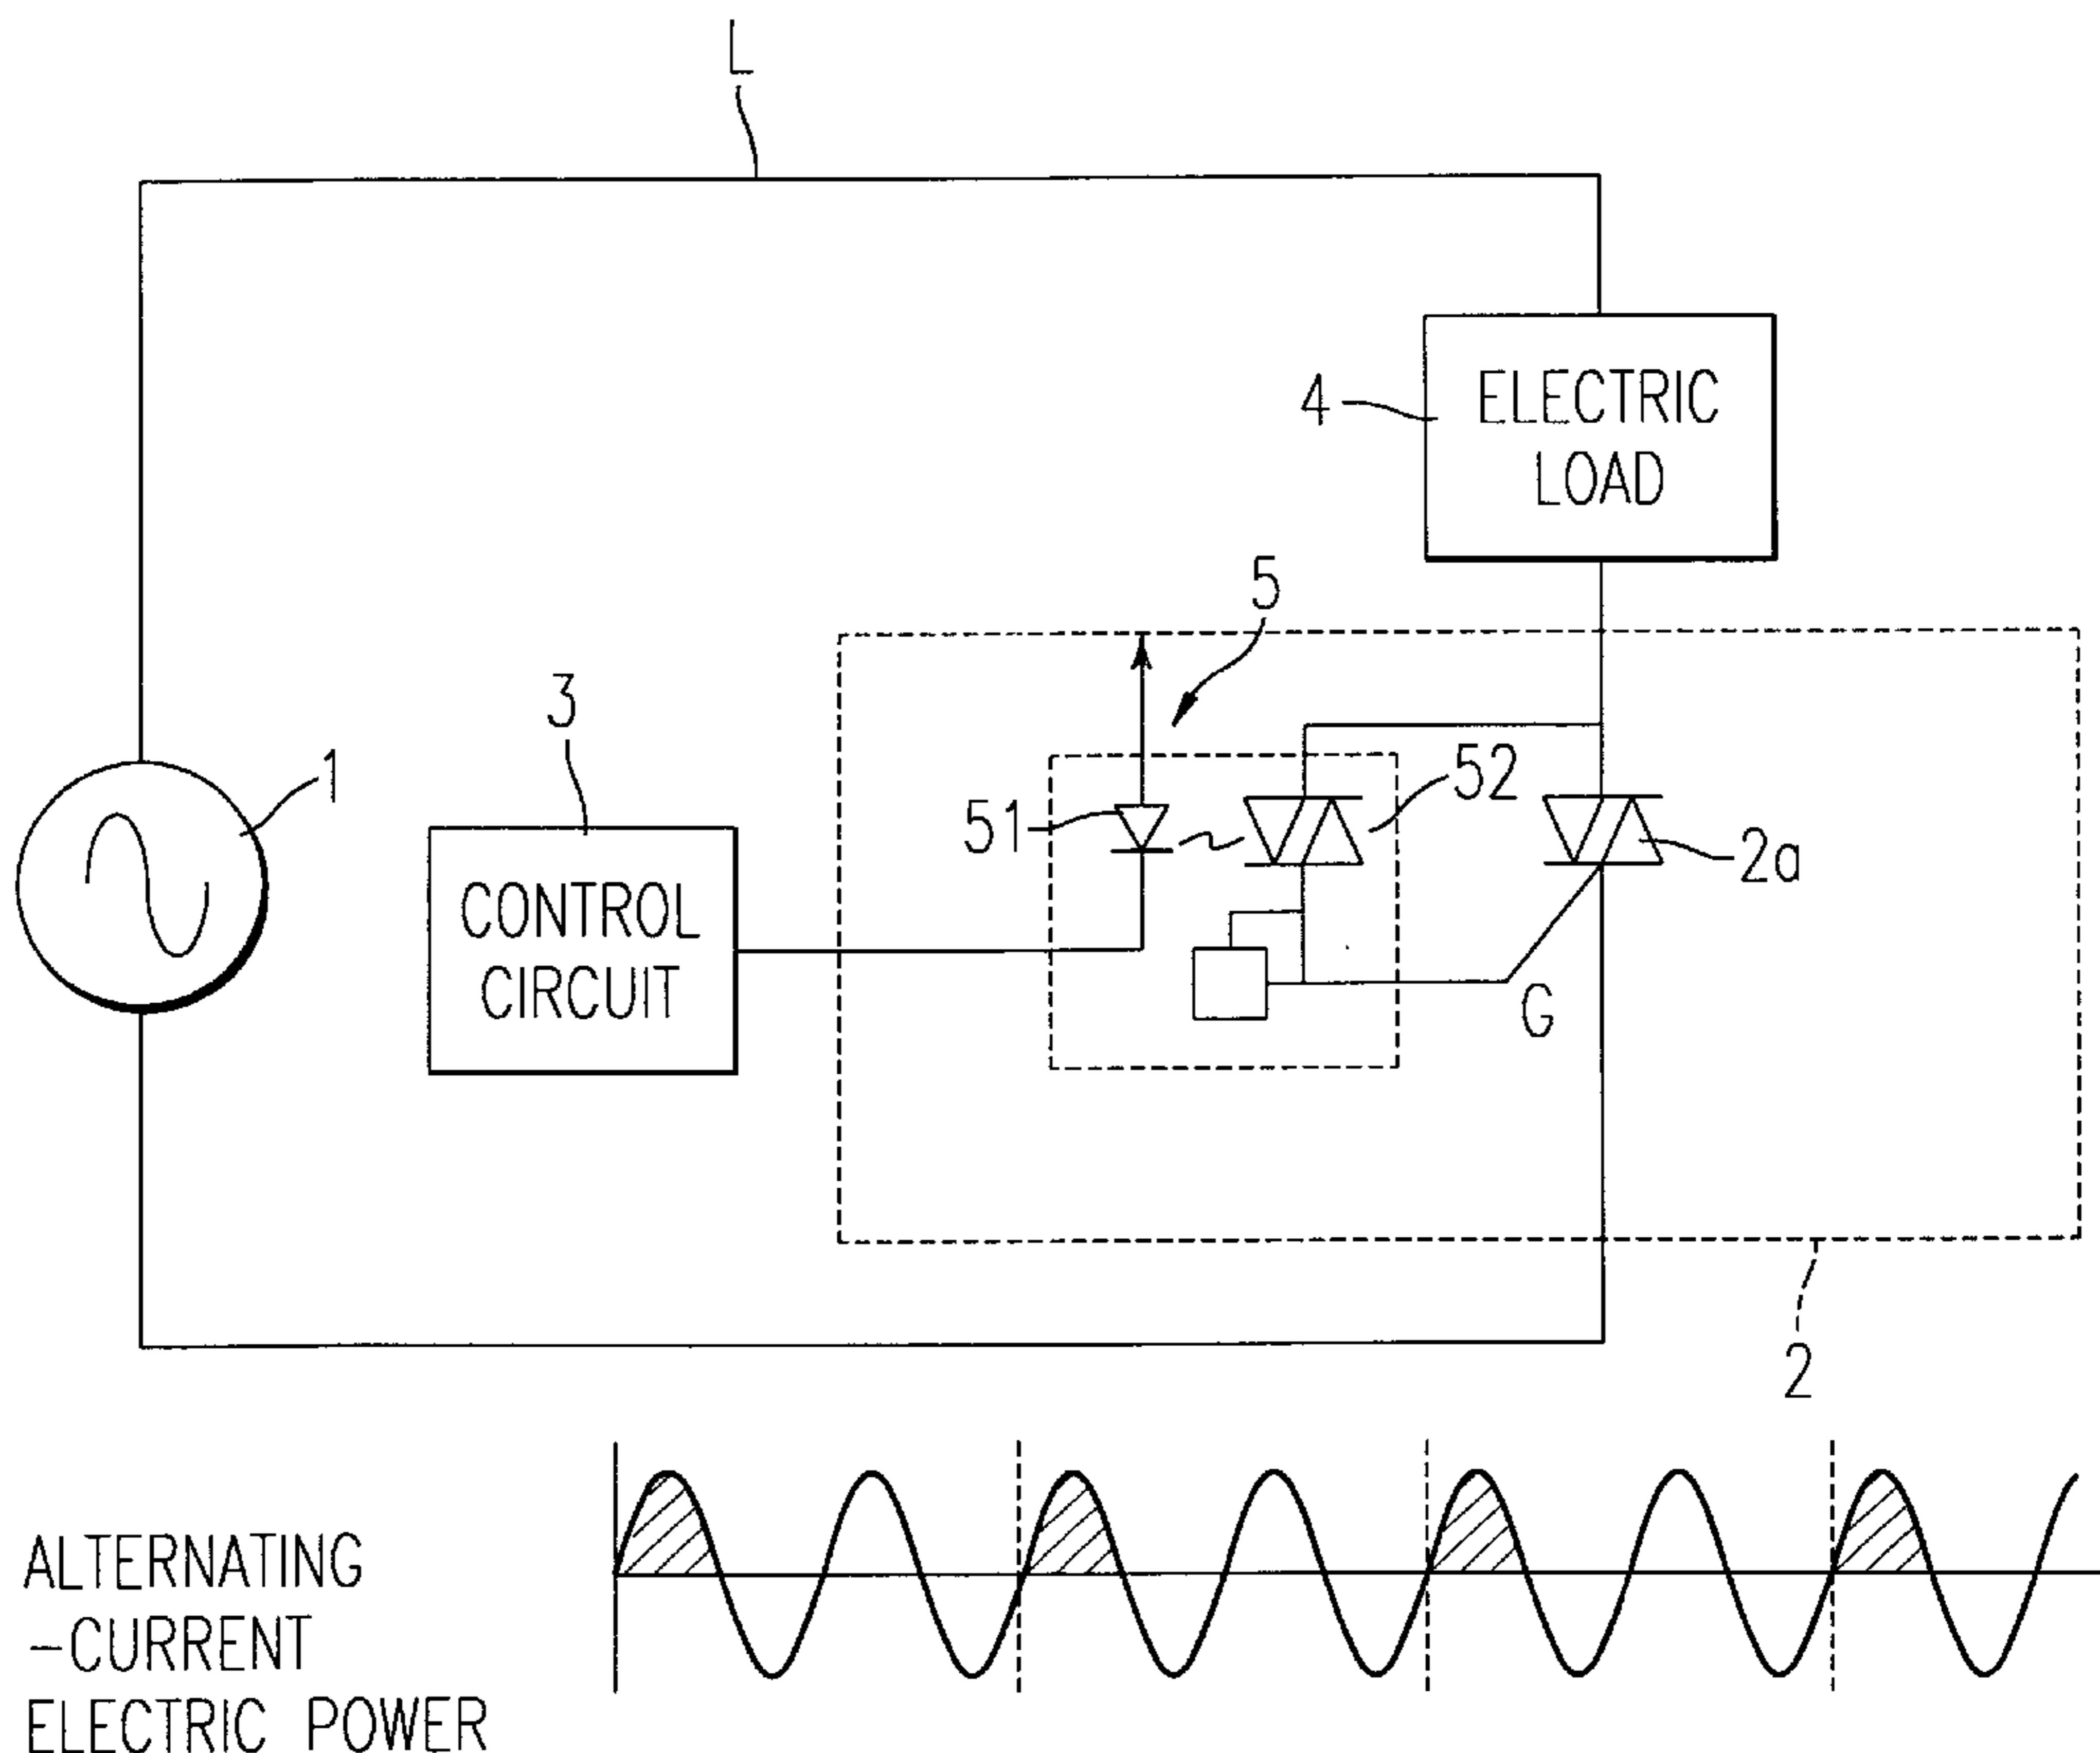 L
4
ELECTRIC
LOAD
5
3
1
51
52
2a
CONTROL
CIRCUIT
G
2
ALTERNATING
-CURRENT
ELECTRIC POWER